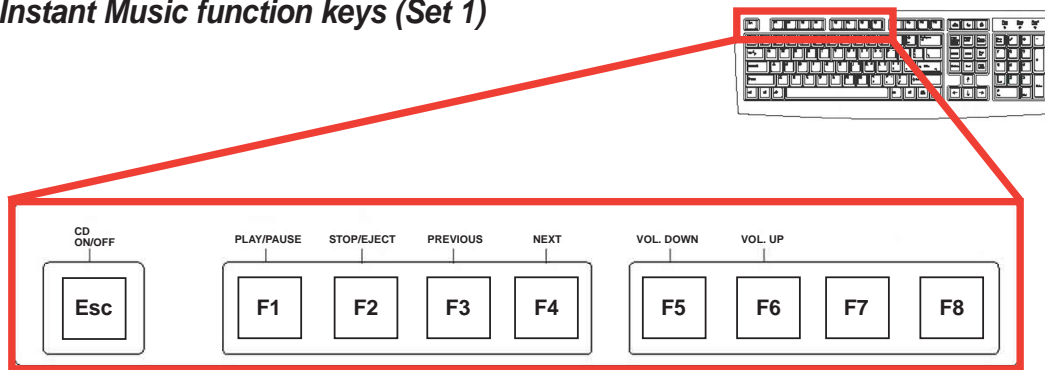 Instant Music function keys (Set 1)
CD
ON/OFF
PLAY/PAUSE STOP/EJECT PREVIOUS NEXT VOL. DOWN VOL. UP
Esc F1 F2 F3 F4 F5 F6 F7 F8